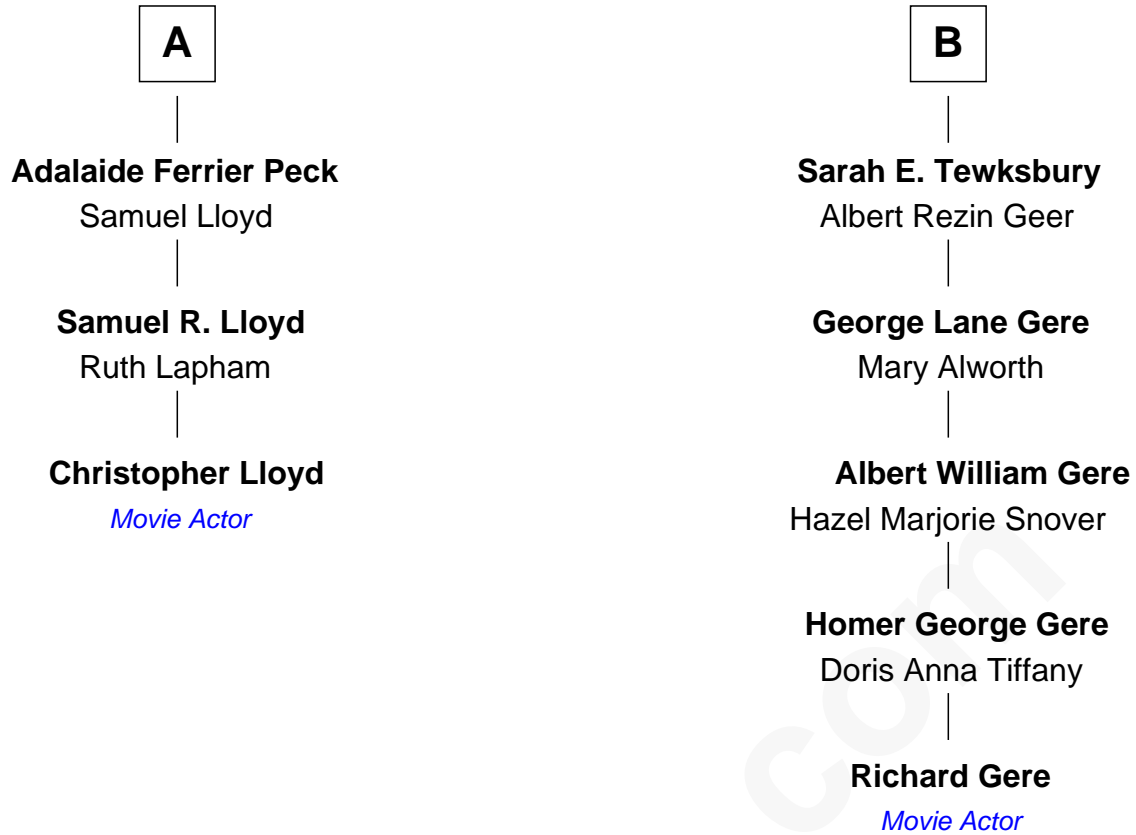 A
Adalaide Ferrier Peck
Samuel Lloyd
Samuel R. Lloyd
Ruth Lapham
Christopher Lloyd
Movie Actor
B
Sarah E. Tewksbury
Albert Rezin Geer
George Lane Gere
Mary Alworth
Albert William Gere
Hazel Marjorie Snover
Homer George Gere
Doris Anna Tiffany
Richard Gere
Movie Actor
com